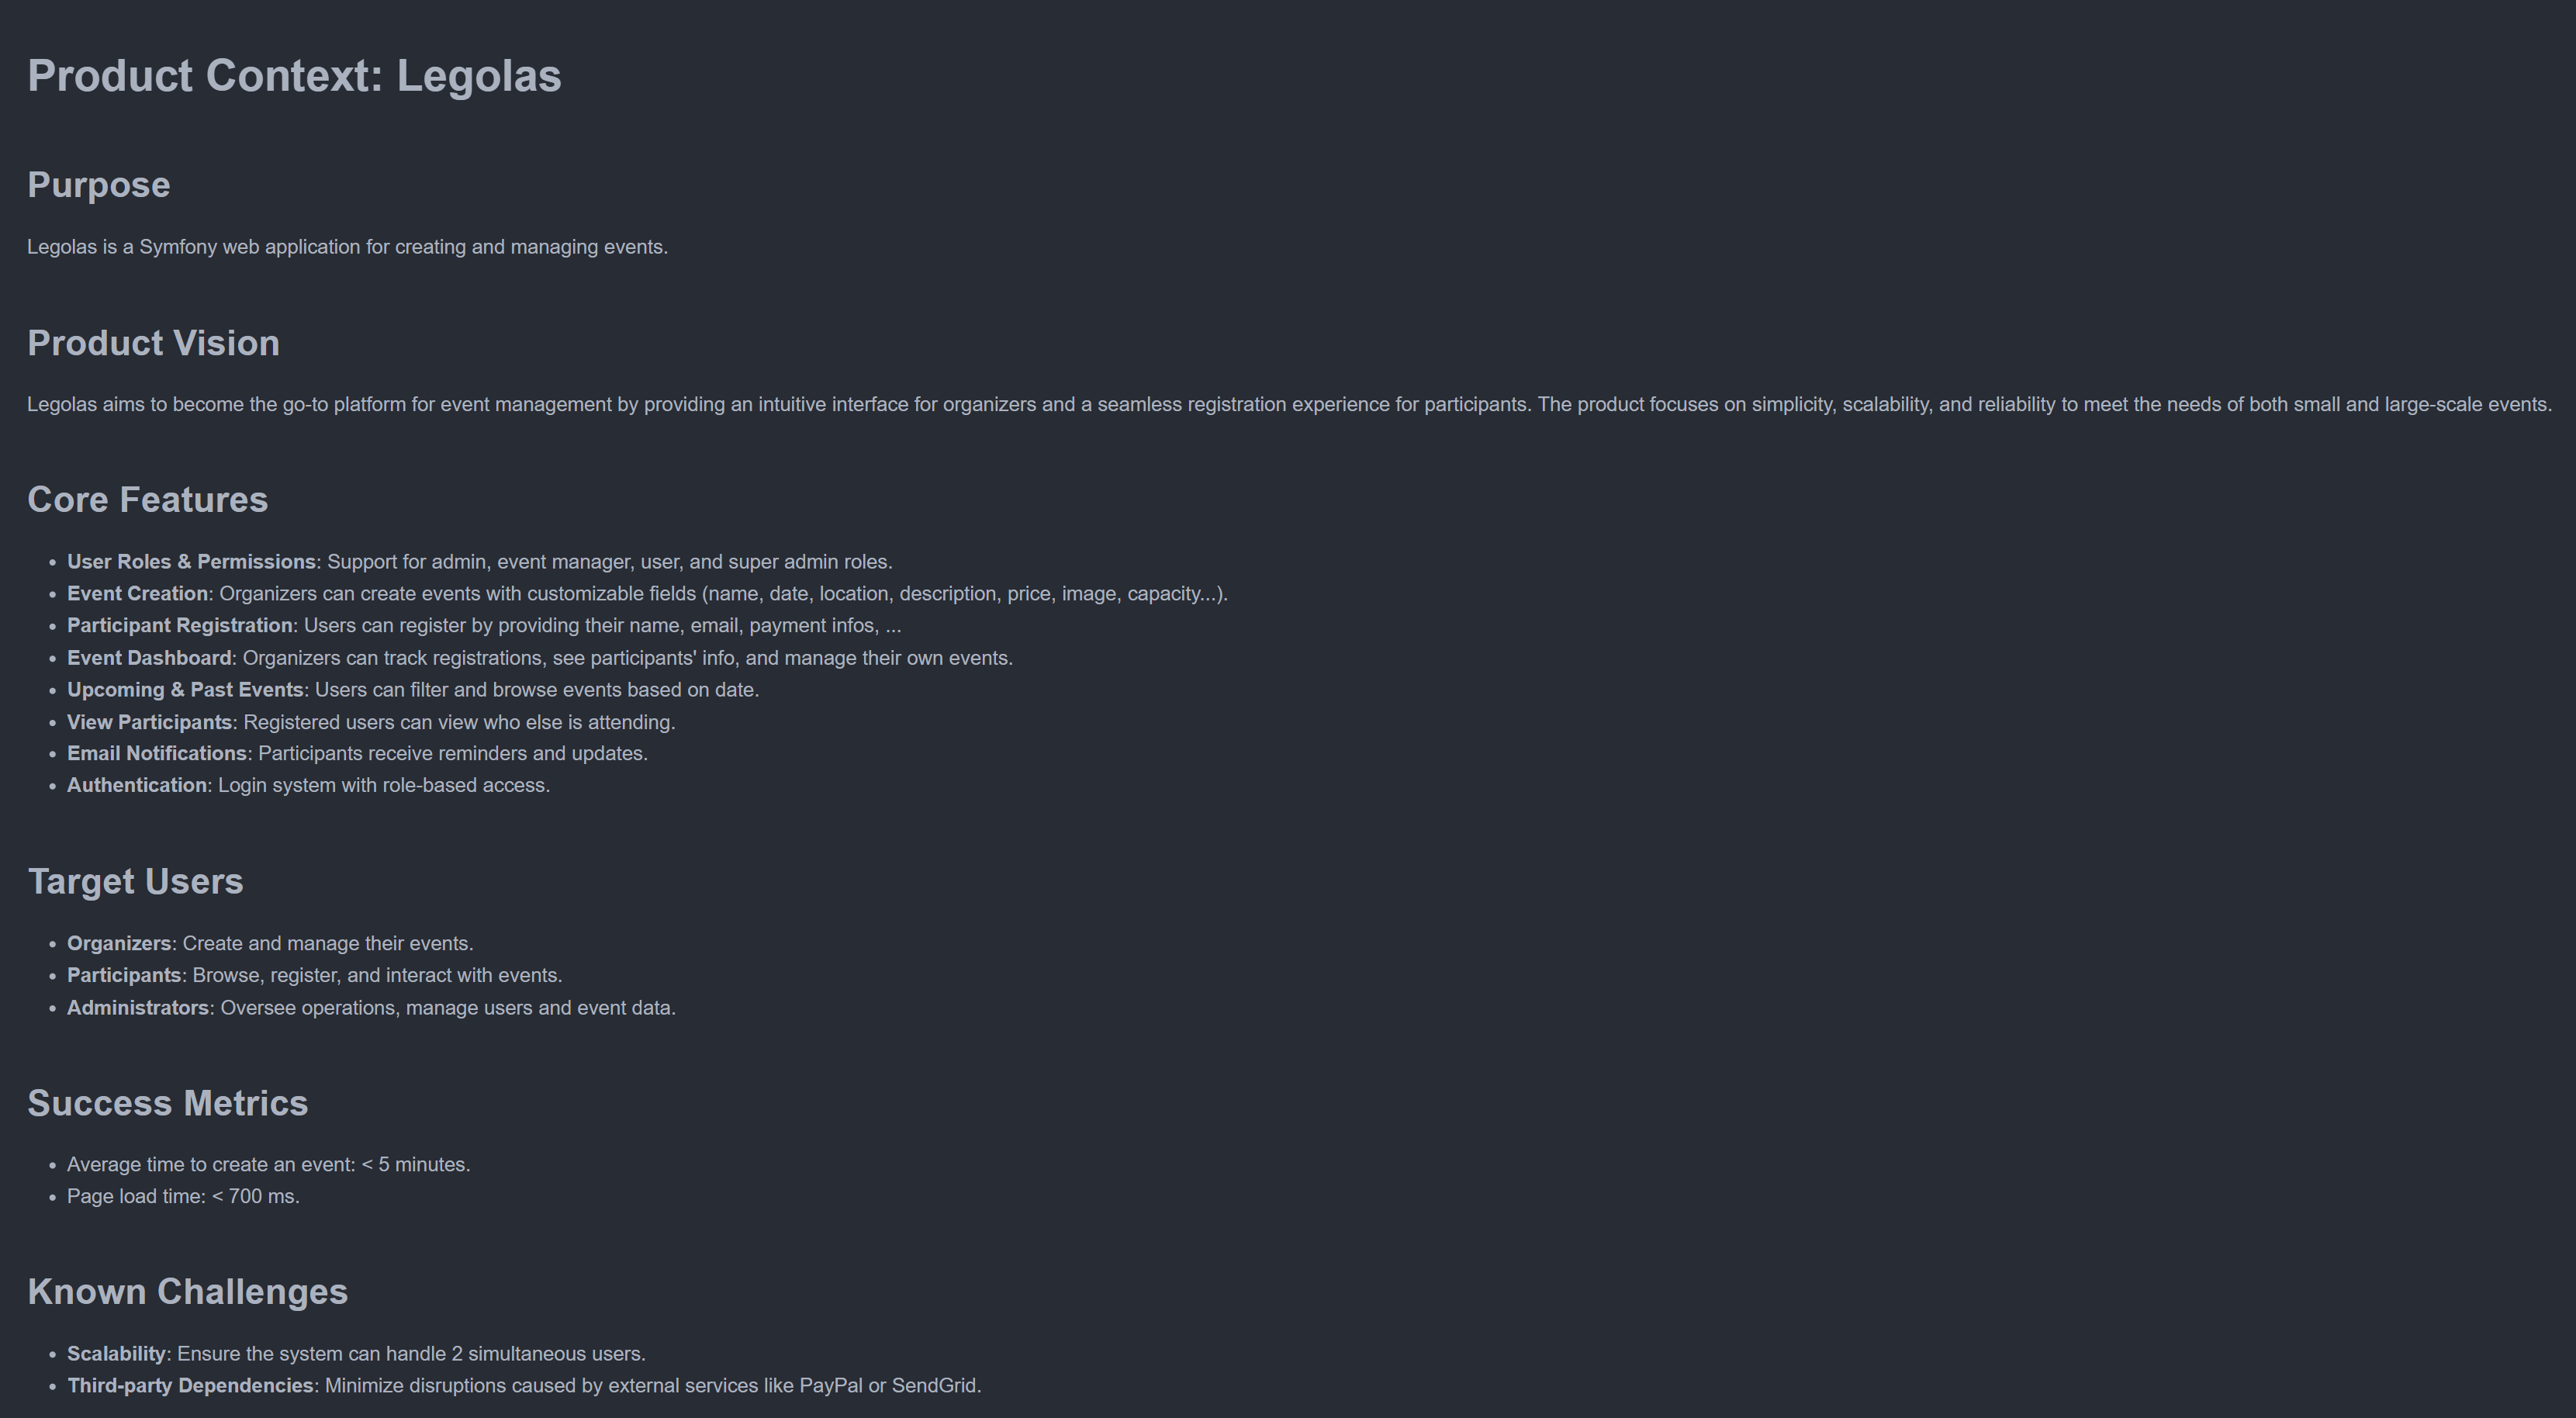 Product Context: Legolas
Purpose
Legolas is a Symfony web application for creating and managing events.
Product Vision
Legolas aims to become the go-to platform for event management by providing an intuitive interface for organizers and a seamless registration experience for participants. The product focuses on simplicity, scalability, and reliability to meet the needs of both small and large-scale events.
Core Features
• User Roles & Permissions: Support for admin, event manager, user, and super admin roles.
• Event Creation: Organizers can create events with customizable fields (name, date, location, description, price, image, capacity...).
• Participant Registration: Users can register by providing their name, email, payment infos, ...
• Event Dashboard: Organizers can track registrations, see participants' info, and manage their own events.
• Upcoming & Past Events: Users can filter and browse events based on date.
• View Participants: Registered users can view who else is attending.
• Email Notifications: Participants receive reminders and updates.
• Authentication: Login system with role-based access.
Target Users
• Organizers: Create and manage their events.
• Participants: Browse, register, and interact with events.
• Administrators: Oversee operations, manage users and event data.
Success Metrics
• Average time to create an event: < 5 minutes.
• Page load time: < 700 ms.
Known Challenges
• Scalability: Ensure the system can handle 2 simultaneous users.
• Third-party Dependencies: Minimize disruptions caused by external services like PayPal or SendGrid.